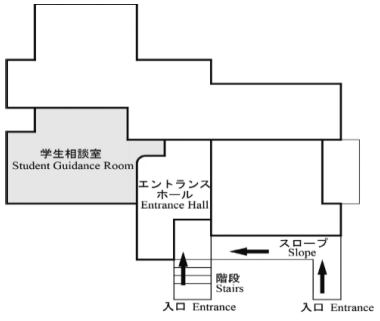 学生相談室
Student Guidance Room
エントランス
ホール
Entrance Hall
スロープ
Slope
階段
Stairs
入口 Entrance
入口 Entrance